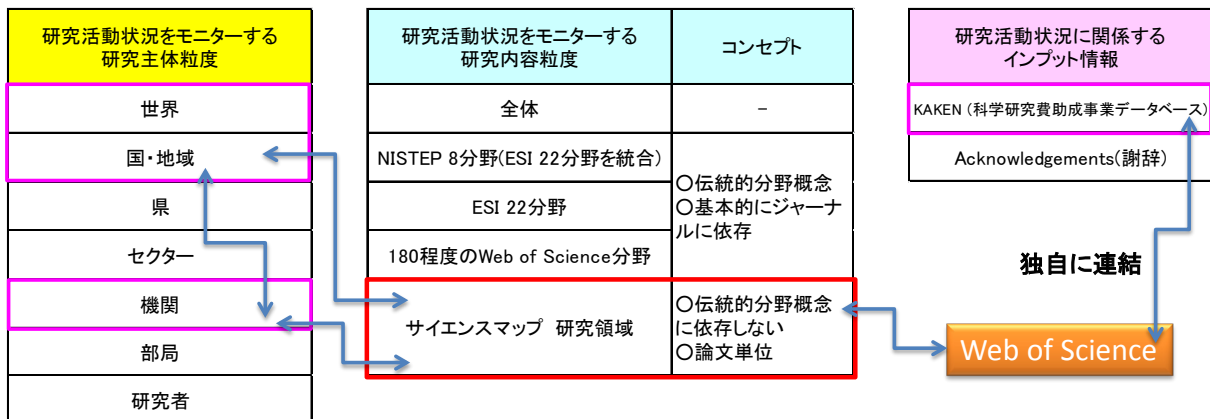 研究活動状況をモニターする
研究主体粒度
世界
国・地域
県
セクター
機関
部局
研究者
研究活動状況をモニターする
研究内容粒度
コンセプト
全体
−
NISTEP 8分野(ESI 22分野を統合)
ESI 22分野
180程度のWeb of Science分野
○伝統的分野概念
○基本的にジャーナ
ルに依存
サイエンスマップ 研究領域
○伝統的分野概念
に依存しない
○論文単位
研究活動状況に関係する
インプット情報
KAKEN (科学研究費助成事業データベース)
Acknowledgements(謝辞)
独自に連結
Web of Science